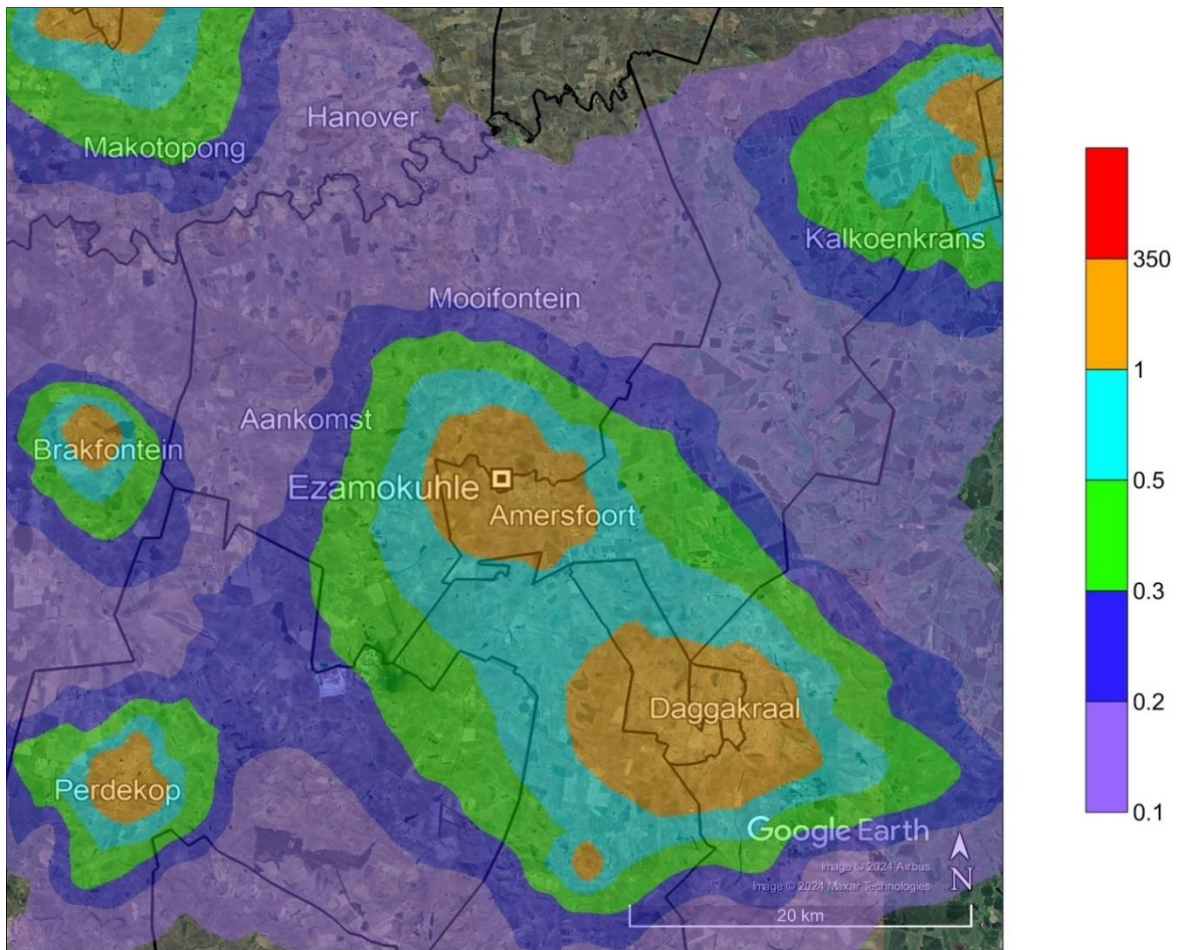 Hanover
Makotopong
Kalkoenkrans
Mooifontein
Aankomst
Brakfontein
Ezamokuhle
Amersfoort
Daggakraal
Perdekop
Google Earth
Image © 2024 Airbus
Image © 2024 Maxar Technologies
N
20 km
350
1
0.5
0.3
0.2
0.1